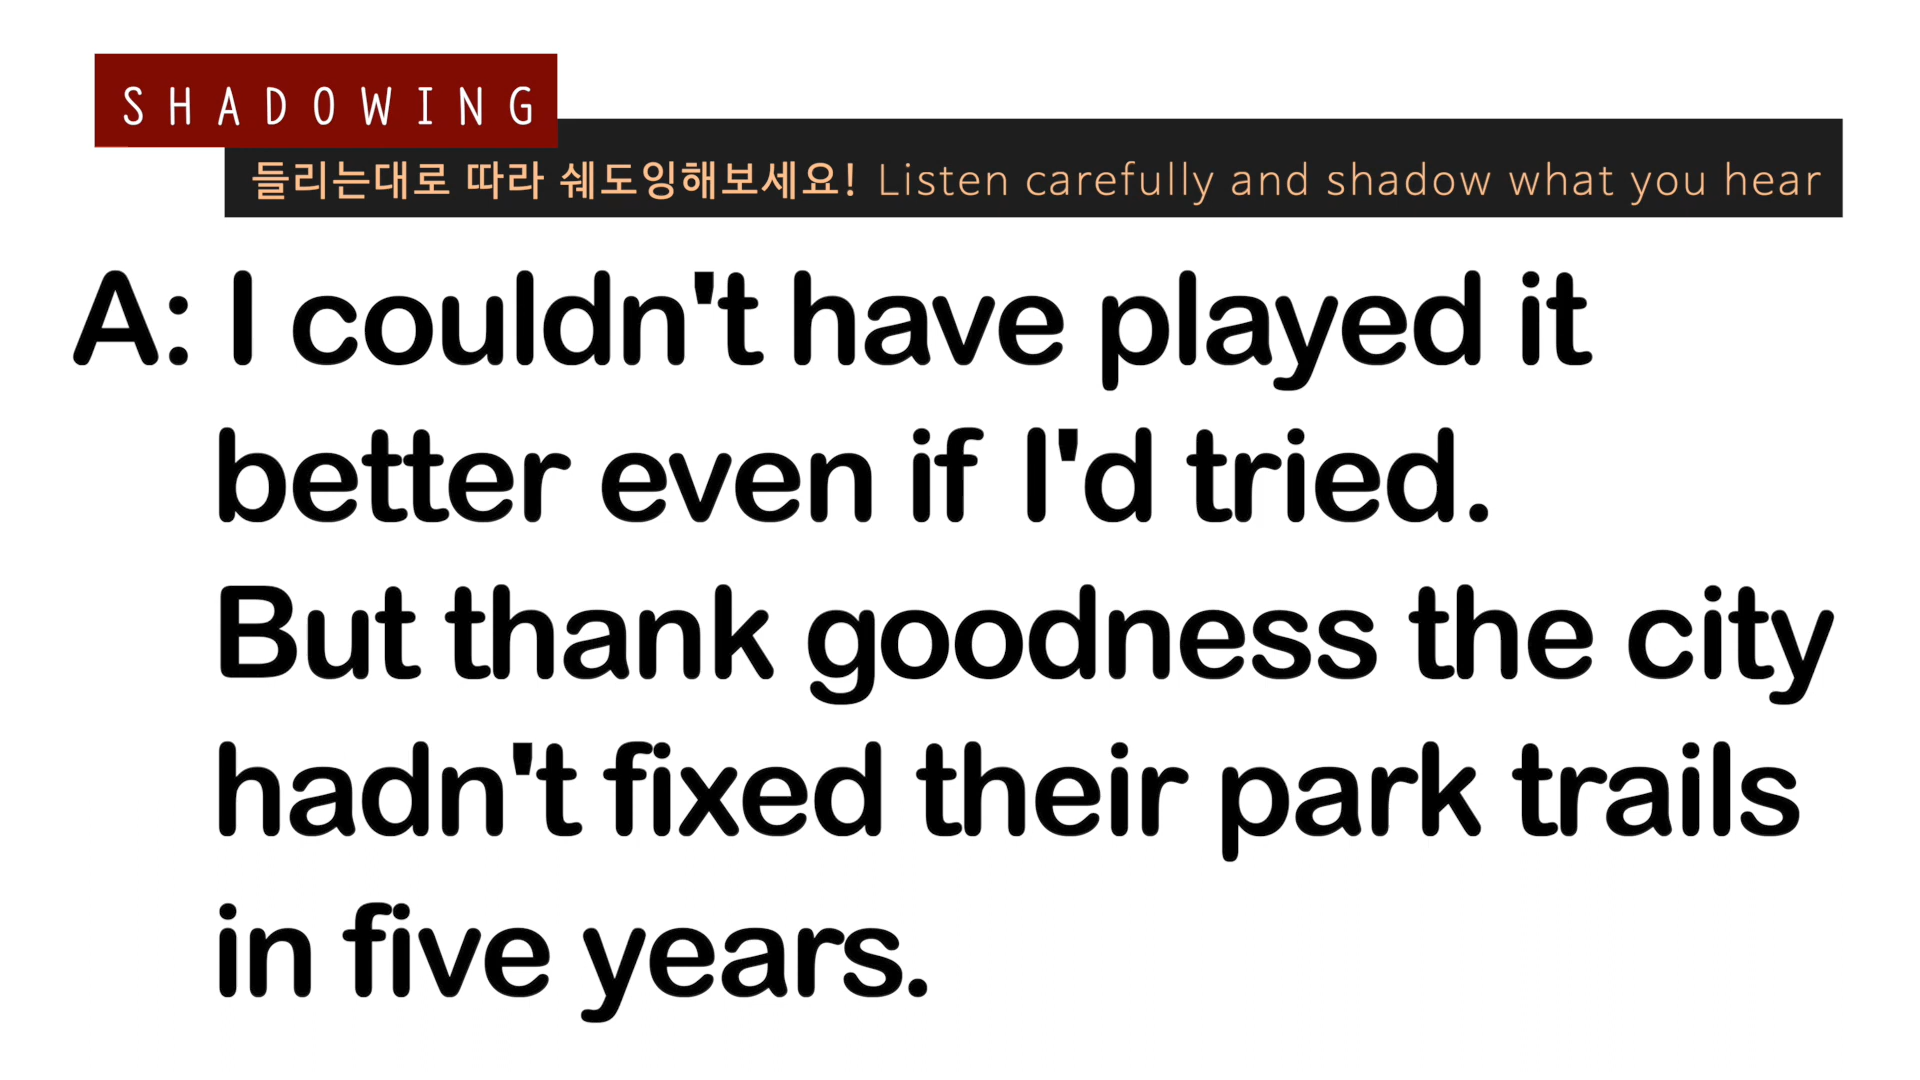 SHADOWING
들리는대로 따라 쉐도잉해보세요! Listen carefully and shadow what you hear
A: I couldn't have played it
better even if I'd tried.
But thank goodness the city
hadn't fixed their park trails
in five years.